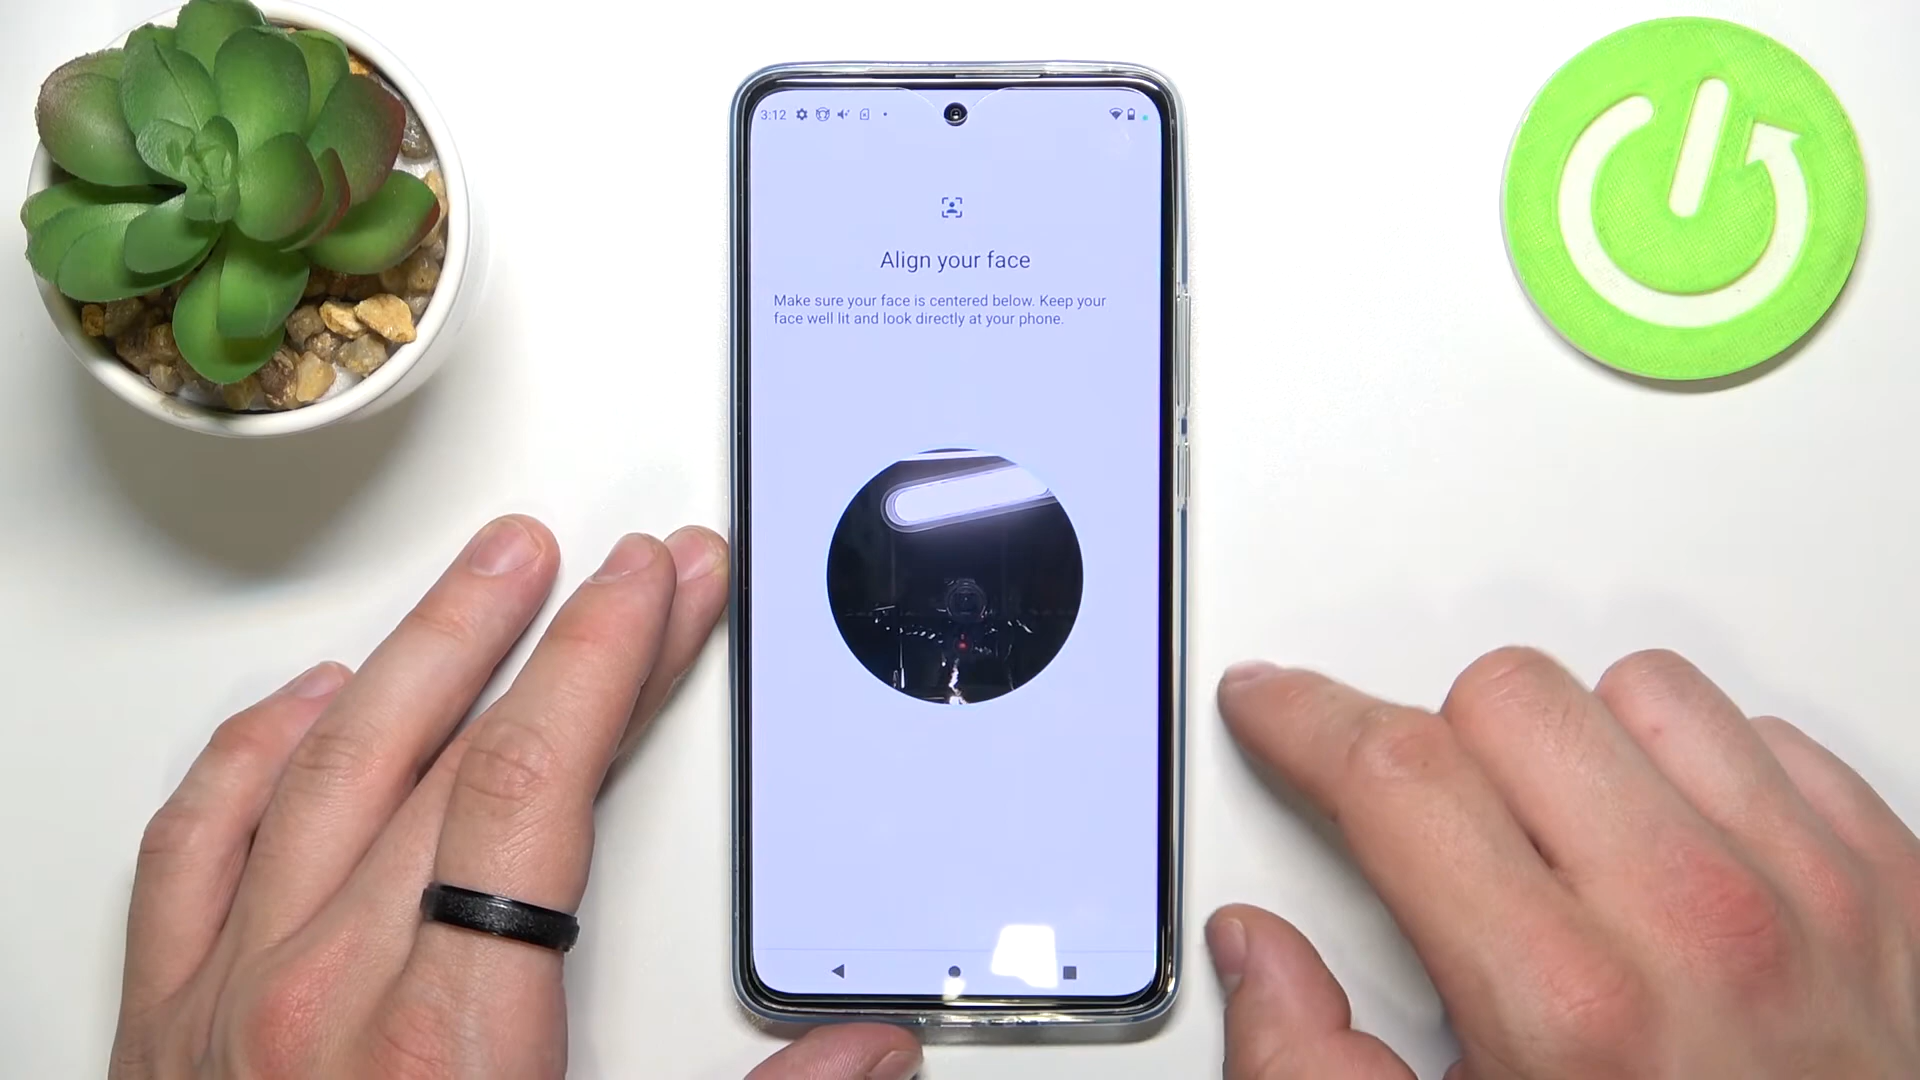 3:12
Align your face
Make sure your face is centered below. Keep your
face well lit and look directly at your phone.